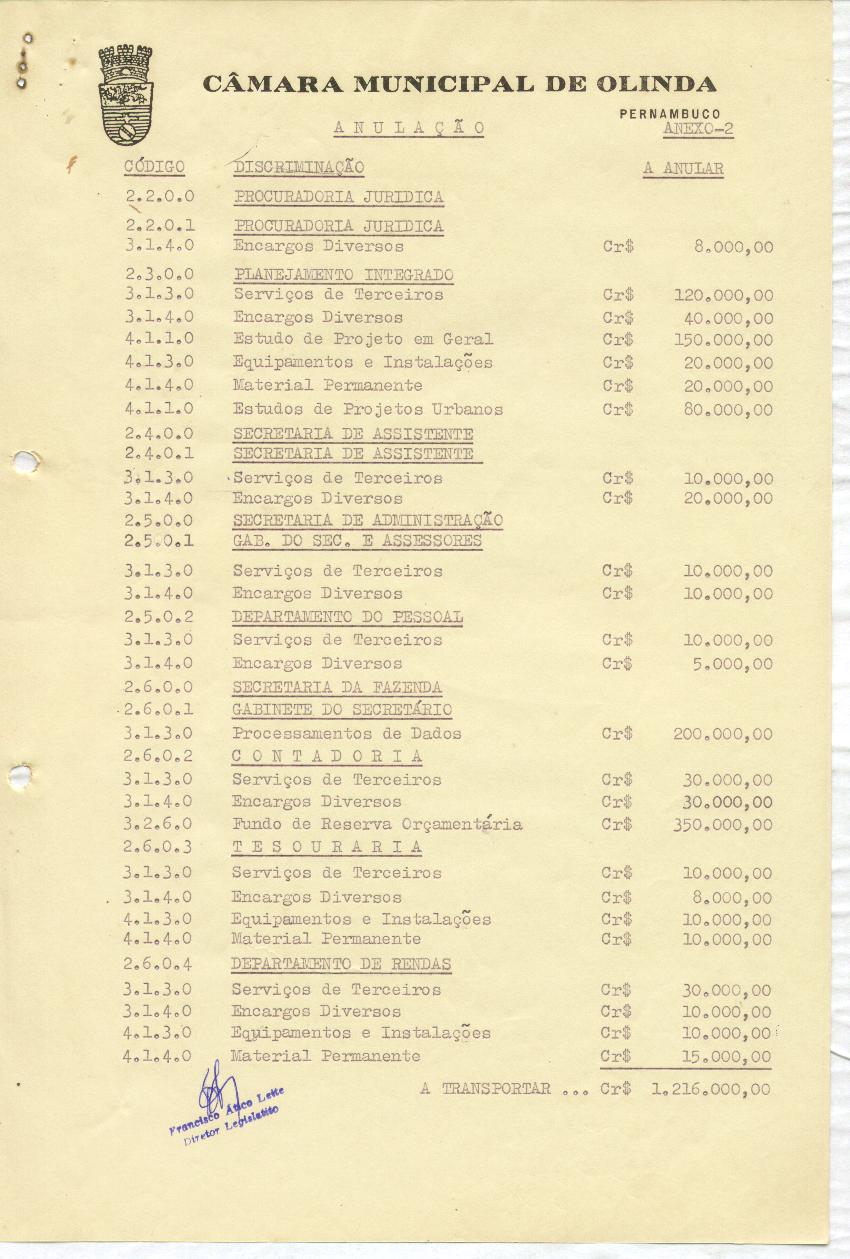 CÂMARA MUNICIPAL DE OLINDA
PERNAMBUCO
A N U L A Ç Ã O ANEXO-2
CÓDIGO DISCRIMINAÇÃO A ANULAR
2.2.0.0 PROCURADORIA JURIDICA
2.2.0.1 PROCURADORIA JURIDICA
3.1.4.0 Encargos Diversos Cr$ 8.000,00
2.3.0.0 PLANEJAMENTO INTEGRADO
3.1.3.0 Serviços de Terceiros Cr$ 120.000,00
3.1.4.0 Encargos Diversos Cr$ 40.000,00
4.1.1.0 Estudo de Projeto em Geral Cr$ 150.000,00
4.1.3.0 Equipamentos e Instalações Cr$ 20.000,00
4.1.4.0 Material Permanente Cr$ 20.000,00
4.1.1.0 Estudos de Projetos Urbanos Cr$ 80.000,00
2.4.0.0 SECRETARIA DE ASSISTENTE
2.4.0.1 SECRETARIA DE ASSISTENTE
3.1.3.0 Serviços de Terceiros Cr$ 10.000,00
3.1.4.0 Encargos Diversos Cr$ 20.000,00
2.5.0.0 SECRETARIA DE ADMINISTRAÇÃO
2.5.0.1 GAB. DO SEC. E ASSESSORES
3.1.3.0 Serviços de Terceiros Cr$ 10.000,00
3.1.4.0 Encargos Diversos Cr$ 10.000,00
2.5.0.2 DEPARTAMENTO DO PESSOAL
3.1.3.0 Serviços de Terceiros Cr$ 10.000,00
3.1.4.0 Encargos Diversos Cr$ 5.000,00
2.6.0.0 SECRETARIA DA FAZENDA
2.6.0.1 GABINETE DO SECRETÁRIO
3.1.3.0 Processamentos de Dados Cr$ 200.000,00
2.6.0.2 C O N T A D O R I A
3.1.3.0 Serviços de Terceiros Cr$ 30.000,00
3.1.4.0 Encargos Diversos Cr$ 30.000,00
3.2.6.0 Fundo de Reserva Orçamentária Cr$ 350.000,00
2.6.0.3 T E S O U R A R I A
3.1.3.0 Serviços de Terceiros Cr$ 10.000,00
3.1.4.0 Encargos Diversos Cr$ 8.000,00
4.1.3.0 Equipamentos e Instalações Cr$ 10.000,00
4.1.4.0 Material Permanente Cr$ 10.000,00
2.6.0.4 DEPARTAMENTO DE RENDAS
3.1.3.0 Serviços de Terceiros Cr$ 30.000,00
3.1.4.0 Encargos Diversos Cr$ 10.000,00
4.1.3.0 Equipamentos e Instalações Cr$ 10.000,00
4.1.4.0 Material Permanente Cr$ 15.000,00
A TRANSPORTAR ... Cr$ 1.216.000,00
Francisco Ático Leite
Diretor Legislativo